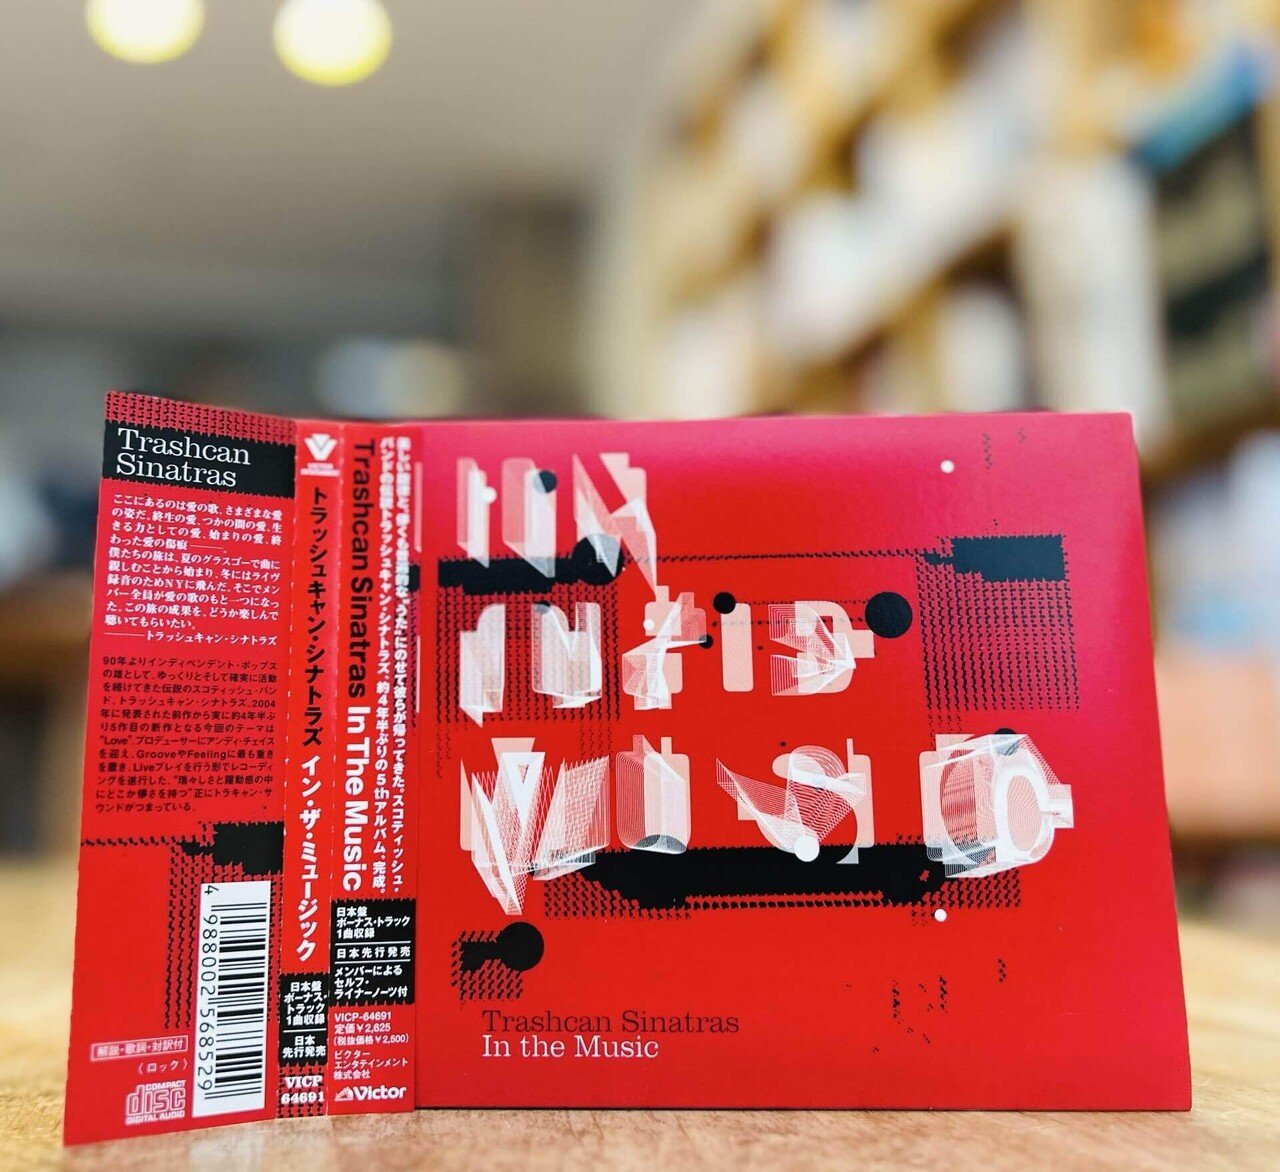 Trashcan
Sinatras
ここにあるのは愛の歌、さまざまな愛
の姿だ。終生の愛、つかの間の愛、生
きる力としての愛、始まりの愛、終
わった愛の傷痕———。
僕たちの旅は、夏のグラスゴーで曲に
親しむことから始まり、冬にはライヴ
録音のためNYに飛んだ。そこでメン
バー全員が愛の歌のもと一つになっ
た。この旅の成果を、どうか楽しんで
聴いてもらいたい。
———トラッシュキャン・シナトラズ
90年よりインディペンデント・ポップス
の雄として、ゆっくりとそして確実に活動
を続けてきた伝説のスコティッシュ・バン
ド、トラッシュキャン・シナトラズ。2004
年に発表された前作から実に約4年半ぶ
り5作目の新作となる今回のテーマは
“Love”。プロデューサーにアンディ・チェイス
を迎え、GrooveやFeelingに最も重き
を置き、Liveプレイを行う形でレコーディ
ングを進行した。“瑞々しさと躍動感の中
にどこか儚さを持つ”正にトラキャン・サ
ウンドがつまっている。
4 988002 568529
解説・歌詞・対訳付
〈ロック〉
COMPACT
disc
DIGITAL AUDIO
トラッシュキャン・シナトラズ イン・ザ・ミュージック
日本盤
ボーナス・
トラック
1曲収録
日本
先行発売
VICP
64691
バンドの伝説トラッシュキャン・シナトラズ、約4年半ぶりの5thアルバム、完成。
Trashcan Sinatras In The Music
日本盤
ボーナス・トラック
1曲収録
日本先行発売
メンバーによる
セルフ・
ライナーノーツ付
VICP-64691
定価￥2,625
(税抜価格￥2,500)
ビクター
エンタテインメント
株式会社
Victor
IN
IN THE
MUSIC
Trashcan Sinatras
In the Music